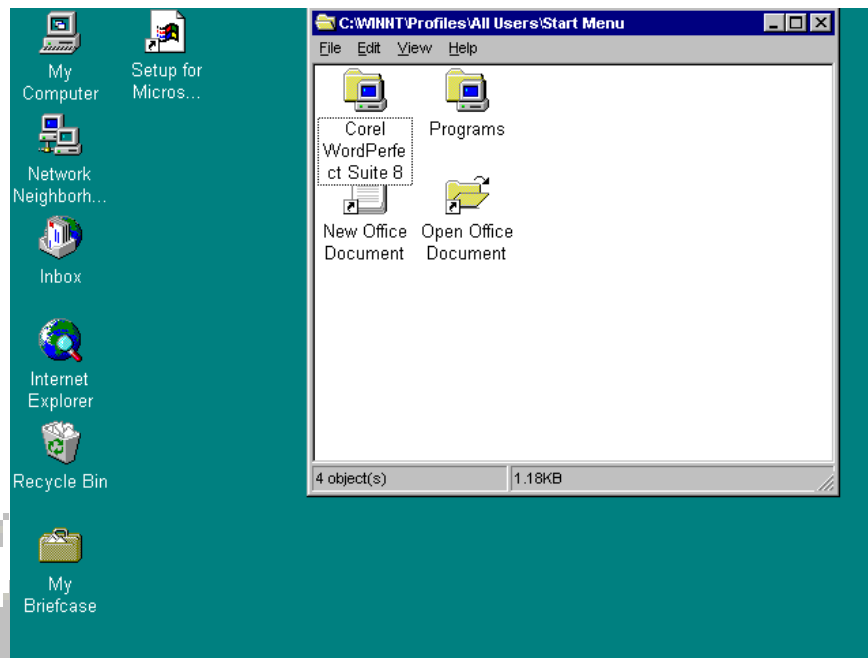 My
Computer
Setup for
Micros...
Network
Neighborh...
Inbox
Internet
Explorer
Recycle Bin
My
Briefcase
C:\WINNT\Profiles\All Users\Start Menu
File Edit View Help
Corel
WordPerfe
ct Suite 8
Programs
New Office
Document
Open Office
Document
4 object(s)
1.18KB